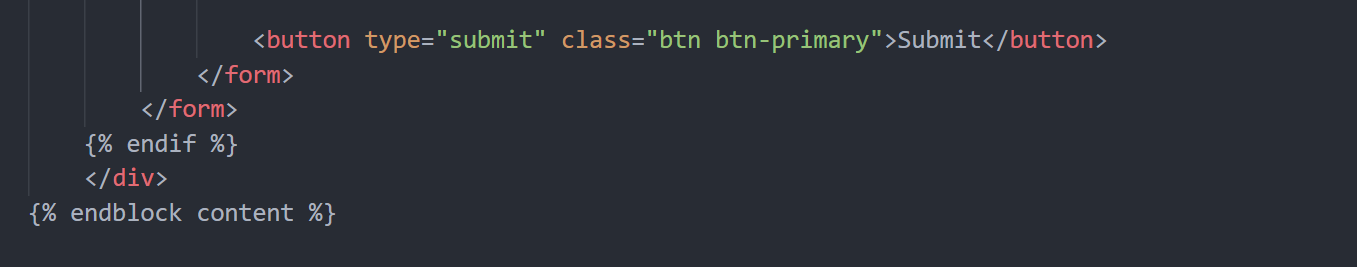 <button type="submit" class="btn btn-primary">Submit</button>
</form>
</form>
{% endif %}
</div>
{% endblock content %}